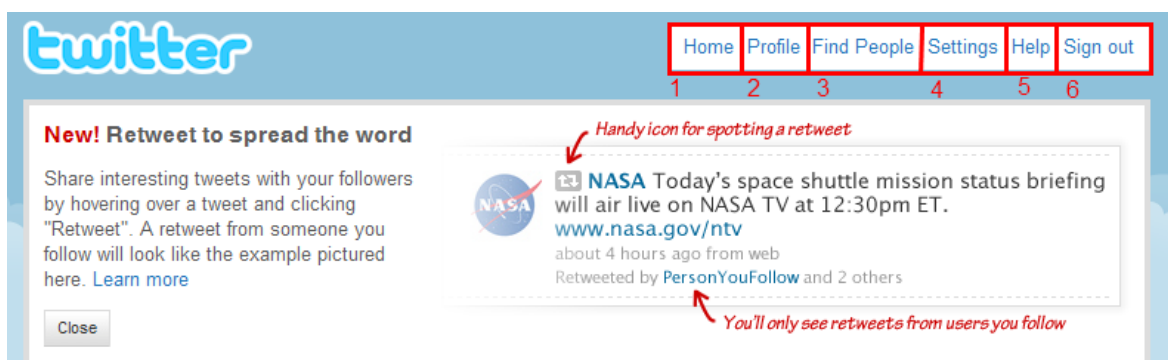 twitter
Home Profile Find People Settings Help Sign out
1 2 3 4 5 6
New! Retweet to spread the word
Share interesting tweets with your followers
by hovering over a tweet and clicking
"Retweet". A retweet from someone you
follow will look like the example pictured
here. Learn more
Close
Handy icon for spotting a retweet
NASA
NASA Today's space shuttle mission status briefing
will air live on NASA TV at 12:30pm ET.
www.nasa.gov/ntv
about 4 hours ago from web
Retweeted by PersonYouFollow and 2 others
You'll only see retweets from users you follow